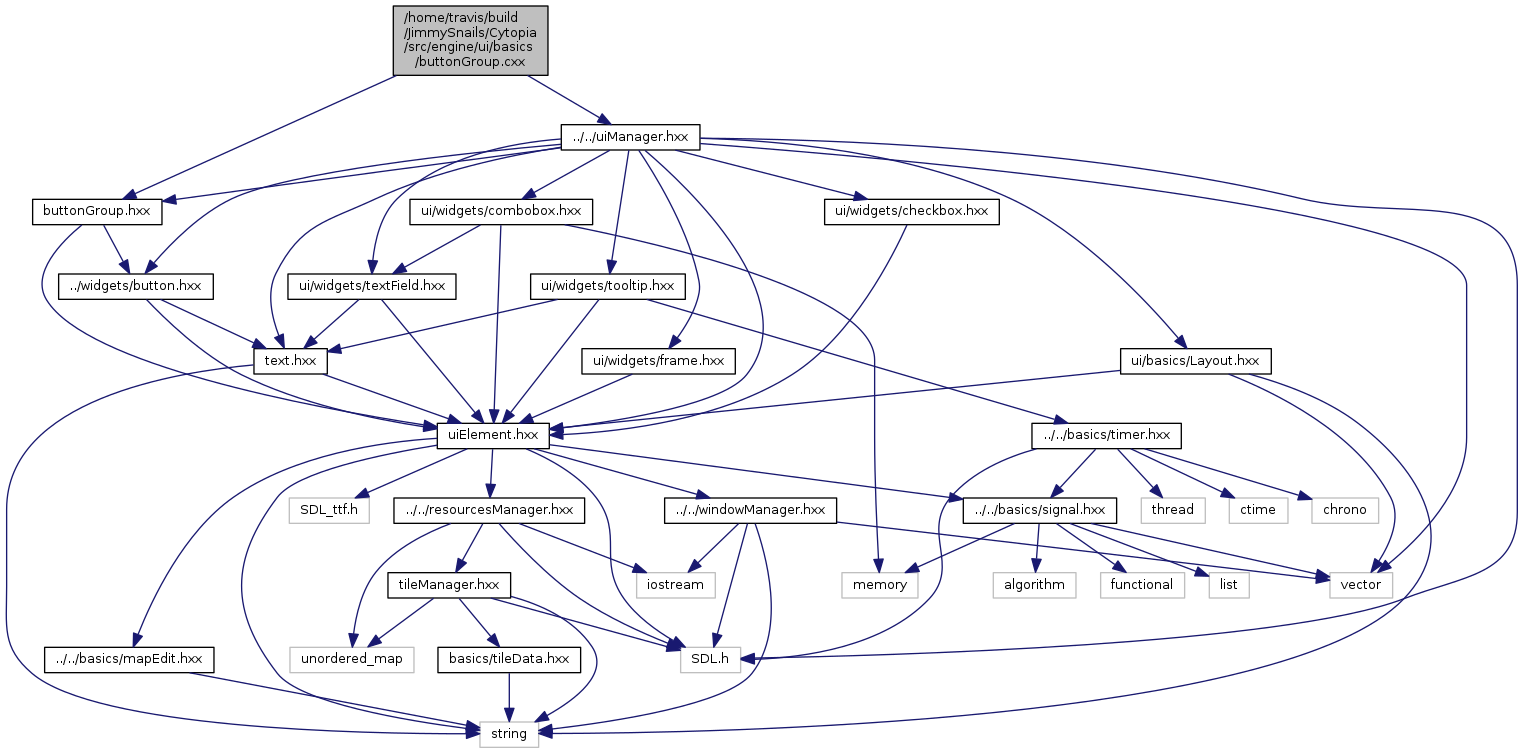 /home/travis/build
/JimmySnails/Cytopia
/src/engine/ui/basics
/buttonGroup.cxx
../../uiManager.hxx
buttonGroup.hxx
ui/widgets/combobox.hxx
ui/widgets/checkbox.hxx
../widgets/button.hxx
ui/widgets/textField.hxx
ui/widgets/tooltip.hxx
text.hxx
ui/widgets/frame.hxx
ui/basics/Layout.hxx
uiElement.hxx
../../basics/timer.hxx
SDL_ttf.h
../../resourcesManager.hxx
../../windowManager.hxx
../../basics/signal.hxx
thread
ctime
chrono
tileManager.hxx
iostream
memory
algorithm
functional
list
vector
../../basics/mapEdit.hxx
unordered_map
basics/tileData.hxx
SDL.h
string